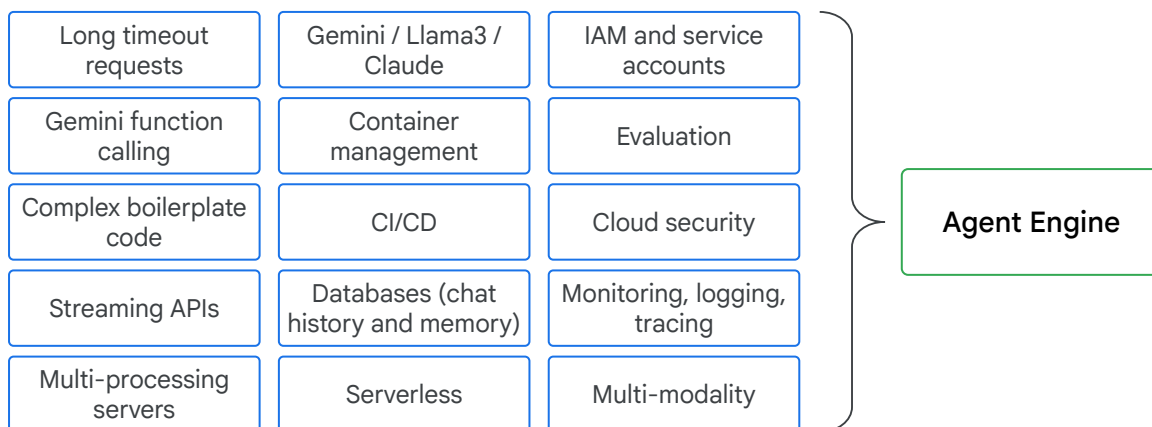 Long timeout
requests
Gemini / Llama3 /
Claude
IAM and service
accounts
Gemini function
calling
Container
management
Evaluation
Complex boilerplate
code
CI/CD
Cloud security
Streaming APIs
Databases (chat
history and memory)
Monitoring, logging,
tracing
Multi-processing
servers
Serverless
Multi-modality
Agent Engine